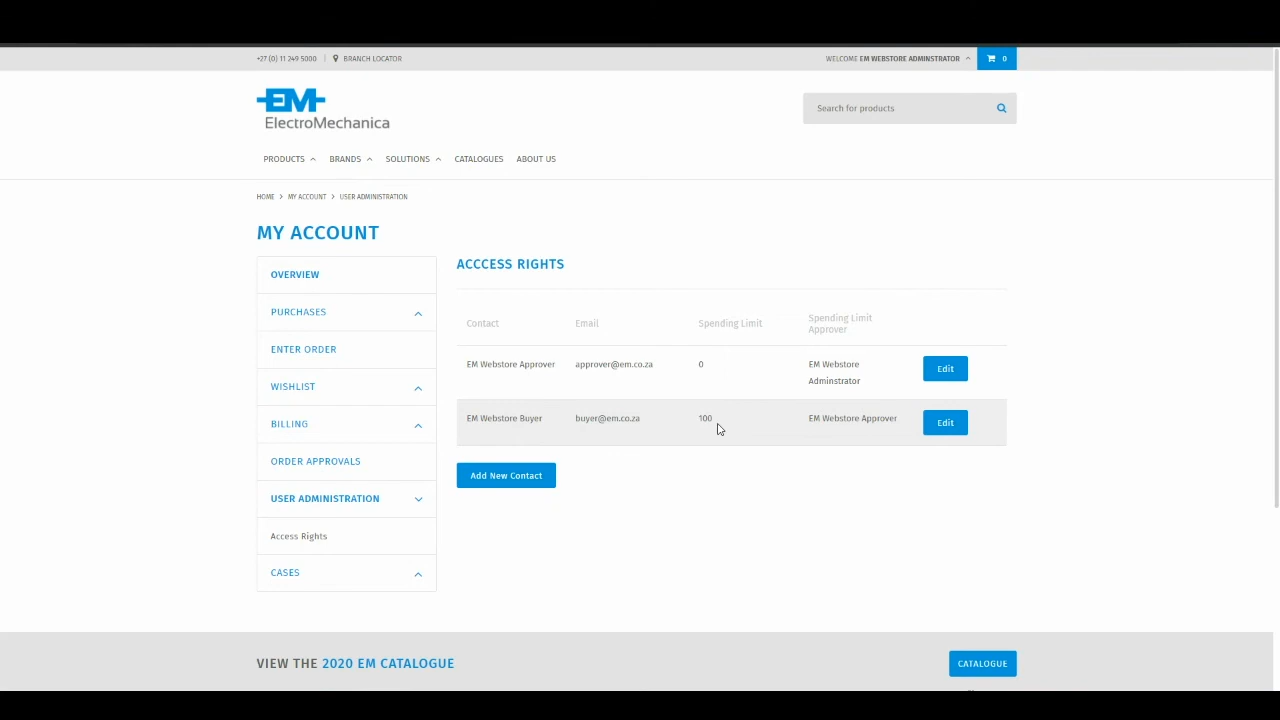 +27 (0) 11 249 5000 | BRANCH LOCATOR
WELCOME EM WEBSTORE ADMINSTRATOR
0
EM
ElectroMechanica
Search for products
PRODUCTS BRANDS SOLUTIONS CATALOGUES ABOUT US
HOME > MY ACCOUNT > USER ADMINISTRATION
MY ACCOUNT
OVERVIEW
PURCHASES
ENTER ORDER
WISHLIST
BILLING
ORDER APPROVALS
USER ADMINISTRATION
Access Rights
CASES
ACCCESS RIGHTS
Contact Email Spending Limit Spending Limit
Approver
EM Webstore Approver approver@em.co.za 0 EM Webstore
Adminstrator
Edit
EM Webstore Buyer buyer@em.co.za 100 EM Webstore Approver Edit
Add New Contact
VIEW THE 2020 EM CATALOGUE
CATALOGUE